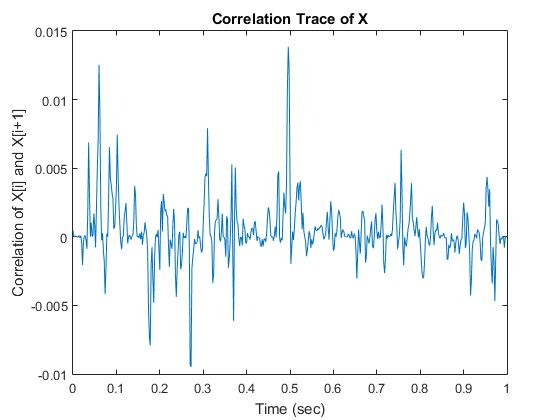 Correlation Trace of X
0.015
0.01
0.005
0
-0.005
-0.01
Correlation of X[i] and X[i+1]
0 0.1 0.2 0.3 0.4 0.5 0.6 0.7 0.8 0.9 1
Time (sec)